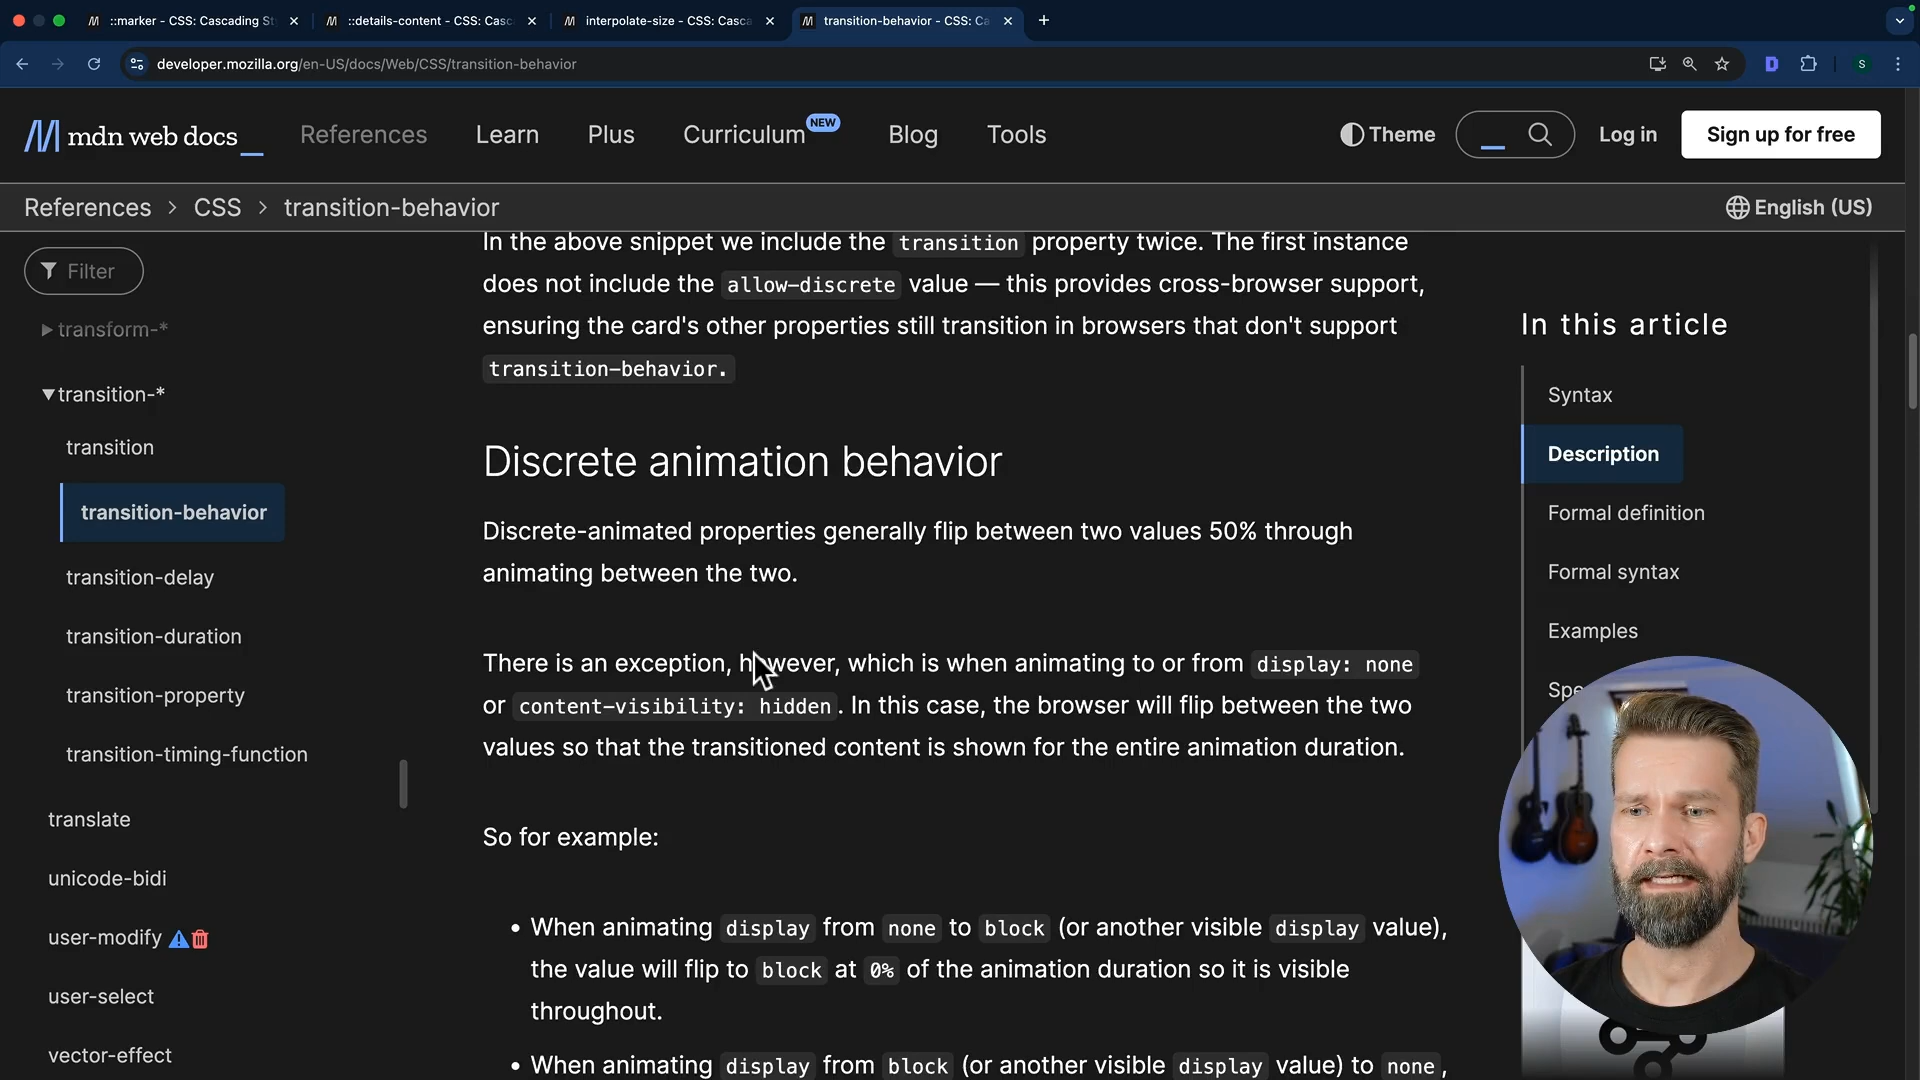 ::marker - CSS: Cascading St
::details-content - CSS: Casc
interpolate-size - CSS: Casca
transition-behavior - CSS: Ca
developer.mozilla.org/en-US/docs/Web/CSS/transition-behavior
D
S
mdn web docs_
References
Learn
Plus
Curriculum
NEW
Blog
Tools
Theme
Log in
Sign up for free
References > CSS > transition-behavior
English (US)
Filter
transform-*
transition-*
transition
transition-behavior
transition-delay
transition-duration
transition-property
transition-timing-function
translate
unicode-bidi
user-modify
user-select
vector-effect
In the above snippet we include the transition property twice. The first instance
does not include the allow-discrete value — this provides cross-browser support,
ensuring the card's other properties still transition in browsers that don't support
transition-behavior.
Discrete animation behavior
Discrete-animated properties generally flip between two values 50% through
animating between the two.
There is an exception, however, which is when animating to or from display: none
or content-visibility: hidden. In this case, the browser will flip between the two
values so that the transitioned content is shown for the entire animation duration.
So for example:
• When animating display from none to block (or another visible display value),
the value will flip to block at 0% of the animation duration so it is visible
throughout.
• When animating display from block (or another visible display value) to none,
In this article
Syntax
Description
Formal definition
Formal syntax
Examples
Spe